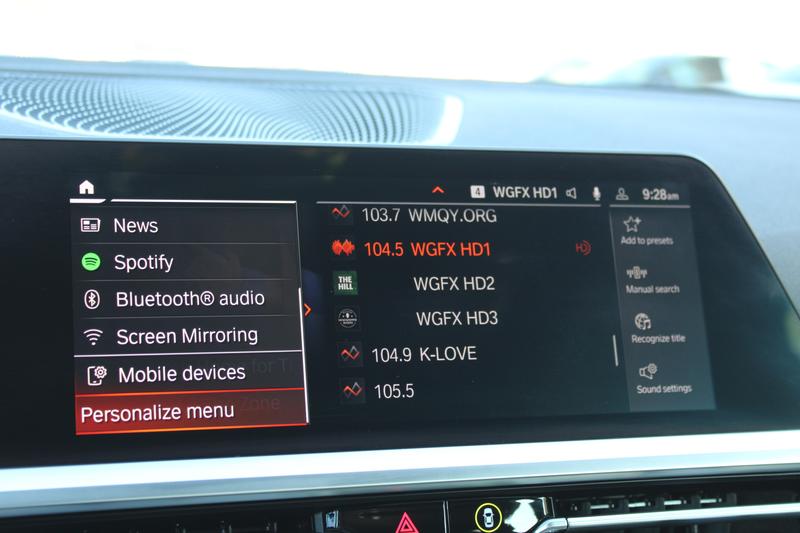 4 WGFX HD1 9:28am
News
Spotify
Bluetooth® audio
Screen Mirroring
Mobile devices
Personalize menu
103.7 WMQY.ORG
104.5 WGFX HD1 HD
THE HILL WGFX HD2
WGFX HD3
104.9 K-LOVE
105.5
Add to presets
Manual search
Recognize title
Sound settings